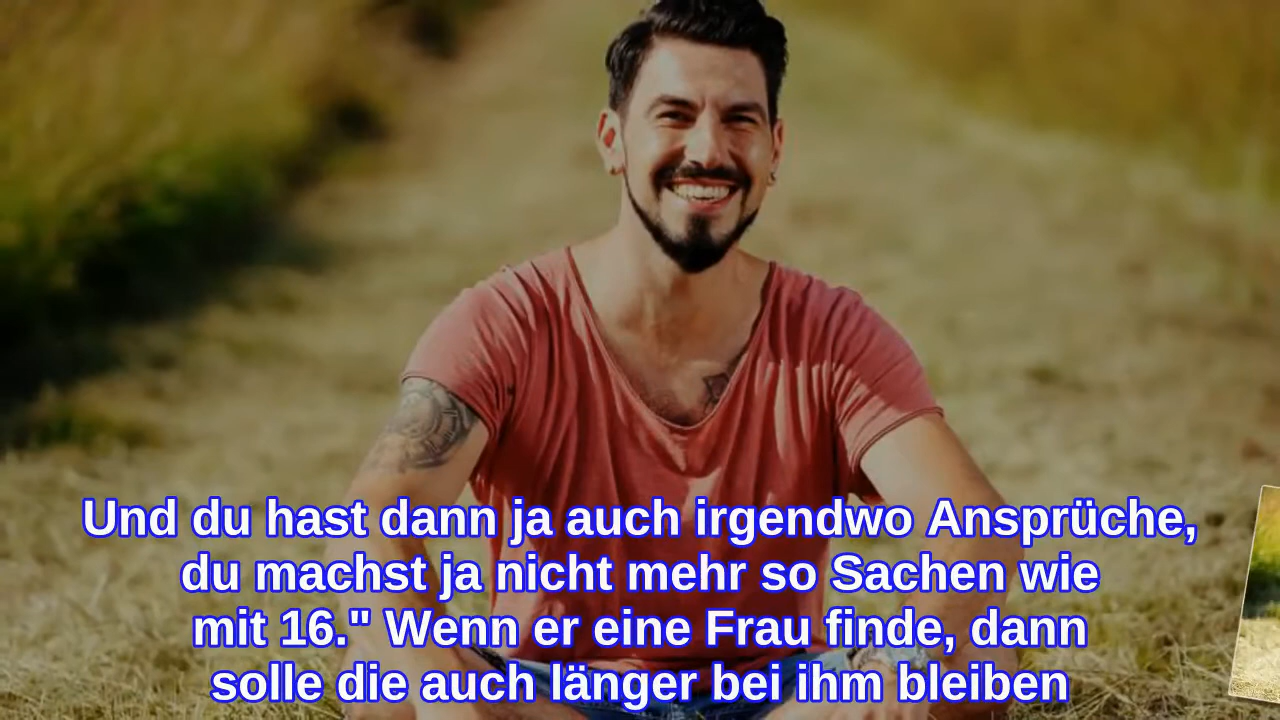 Und du hast dann ja auch irgendwo Ansprüche,
du machst ja nicht mehr so Sachen wie
mit 16." Wenn er eine Frau finde, dann
solle die auch länger bei ihm bleiben